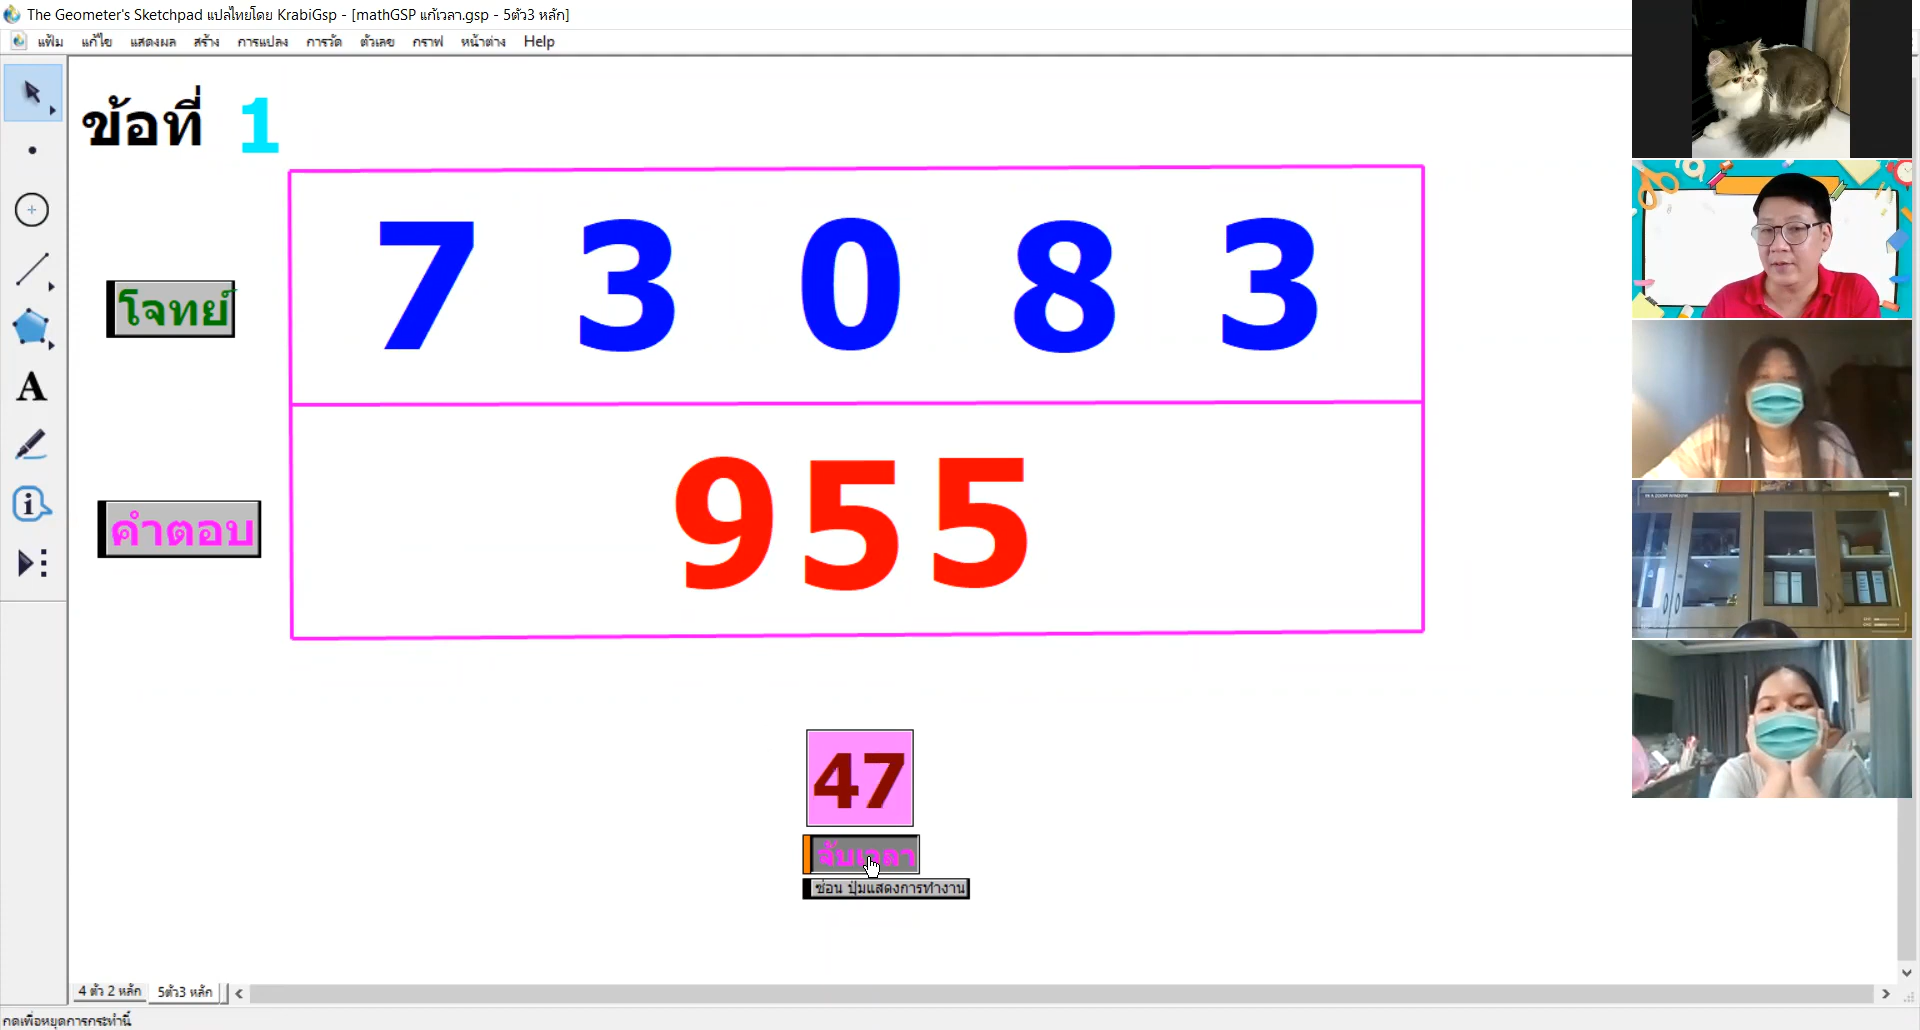 The Geometer's Sketchpad แปลไทยโดย KrabiGsp - [mathGSP แก้เวลา.gsp - 5ตัว3 หลัก]
แฟ้ม แก้ไข แสดงผล สร้าง การแปลง การวัด ตัวเลข กราฟ หน้าต่าง Help
ข้อที่ 1
โจทย์
7 3 0 8 3
คำตอบ
955
47
จับเวลา
ซ่อน ปุ่มแสดงการทำงาน
4 ตัว 2 หลัก 5ตัว3 หลัก
กดเพื่อหยุดการกระทำนี้